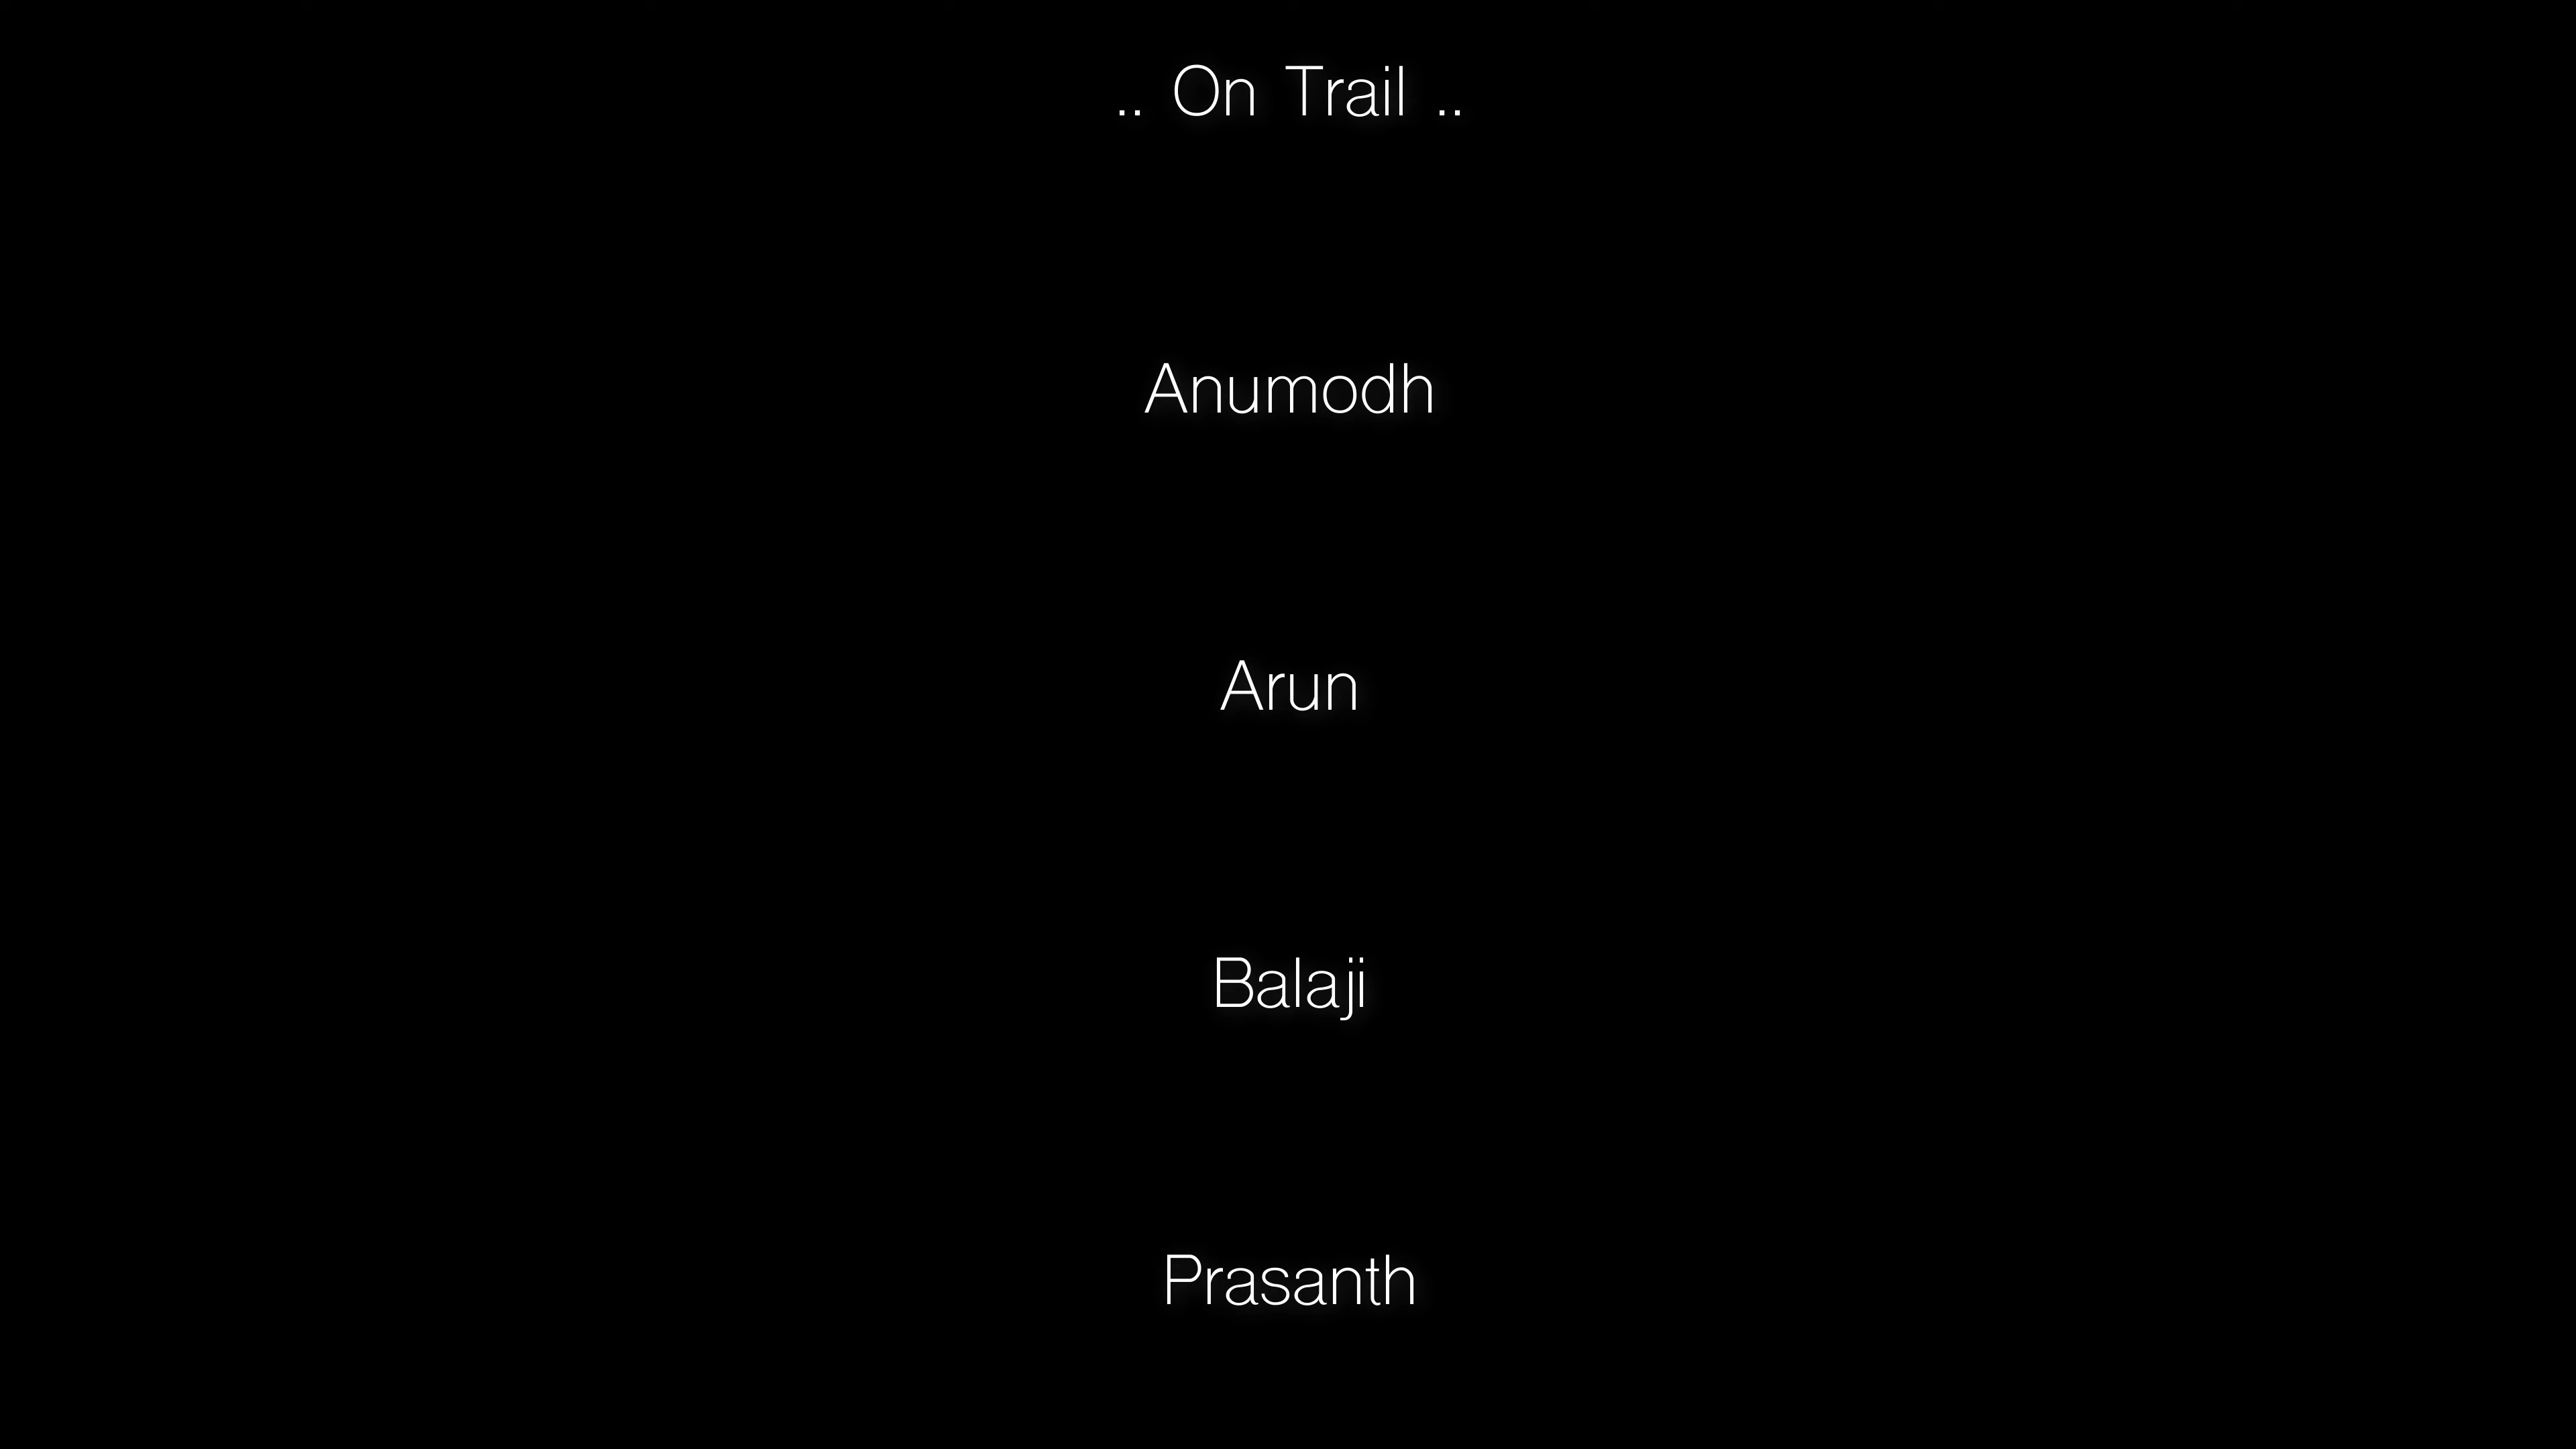 .. On Trail ..
Anumodh
Arun
Balaji
Prasanth